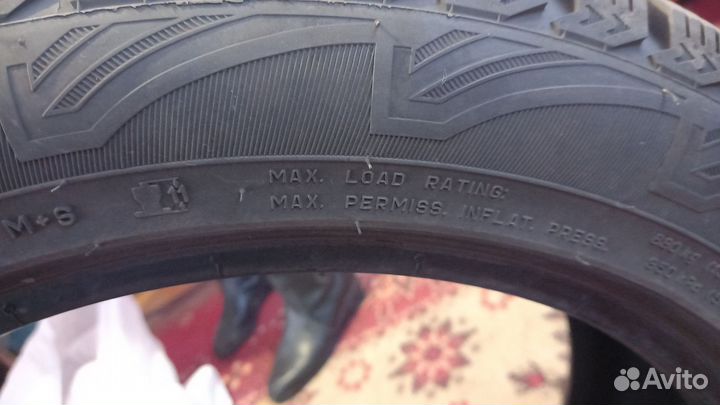 M+S
MAX. LOAD RATING:
MAX. PERMISS. INFLAT. PRESS.
Avito